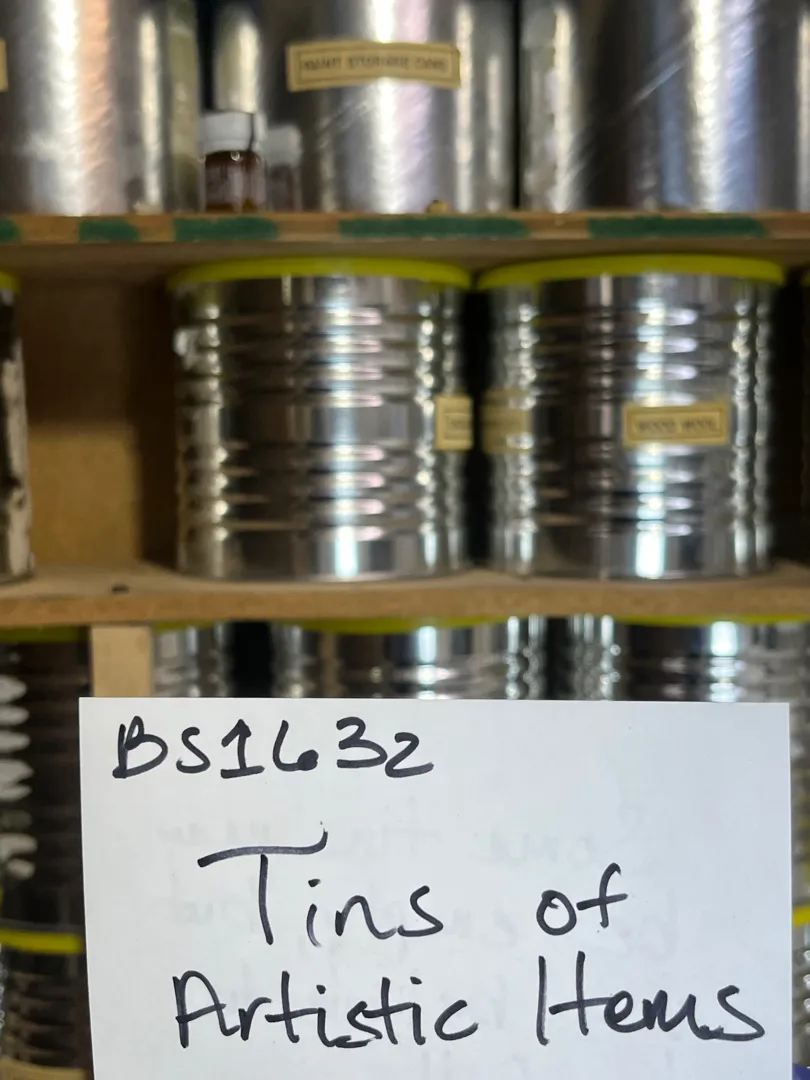 PAINT STORAGE CANS
WOOD WOOL
BS1632
Tins of
Artistic Items